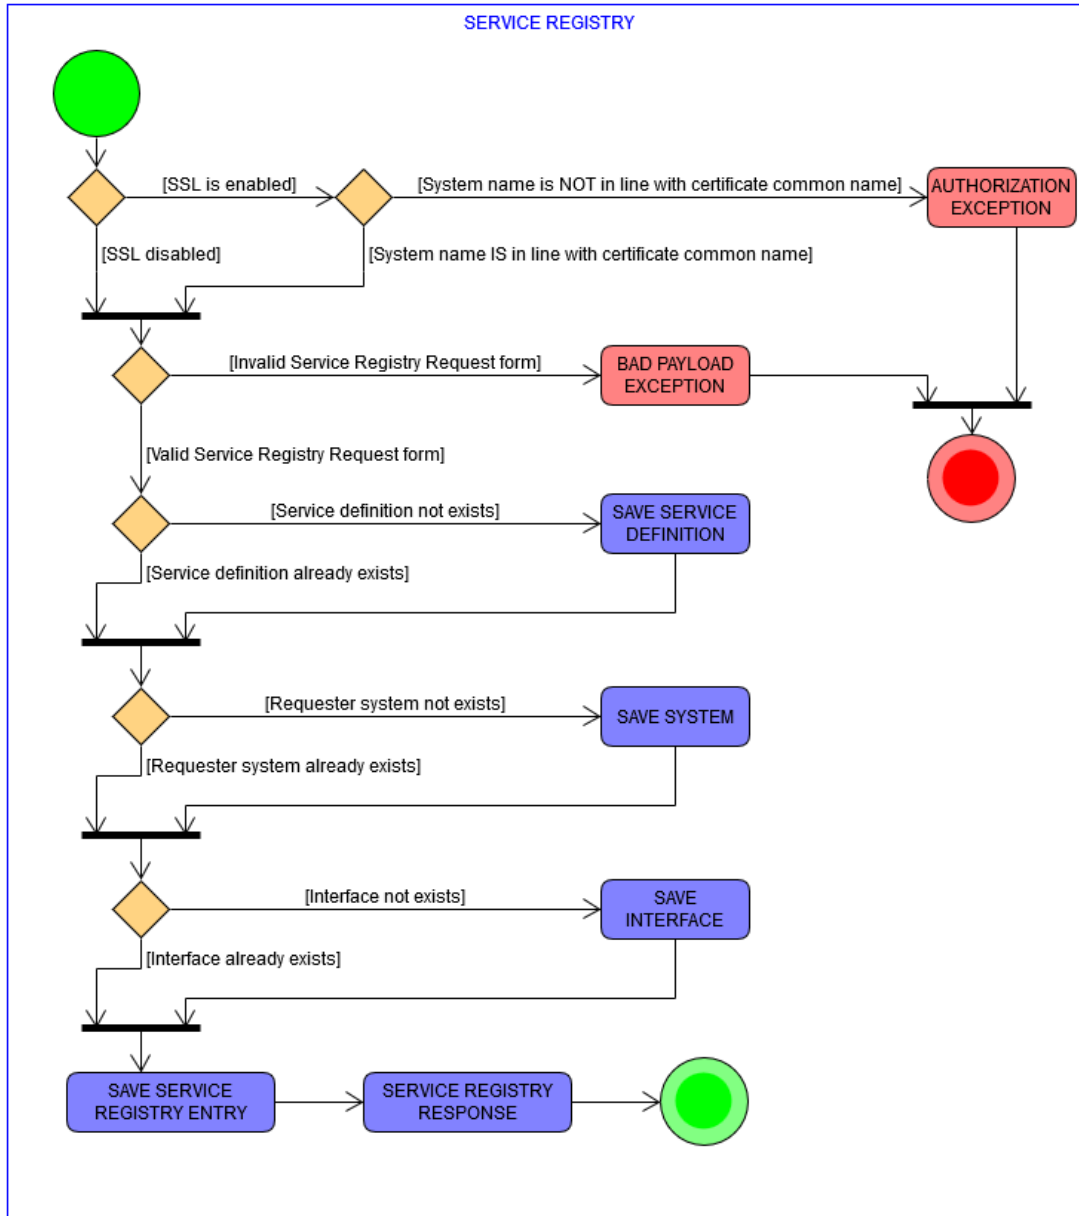 SERVICE REGISTRY
[SSL is enabled]
[System name is NOT in line with certificate common name]
AUTHORIZATION
EXCEPTION
[SSL disabled]
[System name IS in line with certificate common name]
[Invalid Service Registry Request form]
BAD PAYLOAD
EXCEPTION
[Valid Service Registry Request form]
[Service definition not exists]
SAVE SERVICE
DEFINITION
[Service definition already exists]
[Requester system not exists]
SAVE SYSTEM
[Requester system already exists]
[Interface not exists]
SAVE
INTERFACE
[Interface already exists]
SAVE SERVICE
REGISTRY ENTRY
SERVICE REGISTRY
RESPONSE